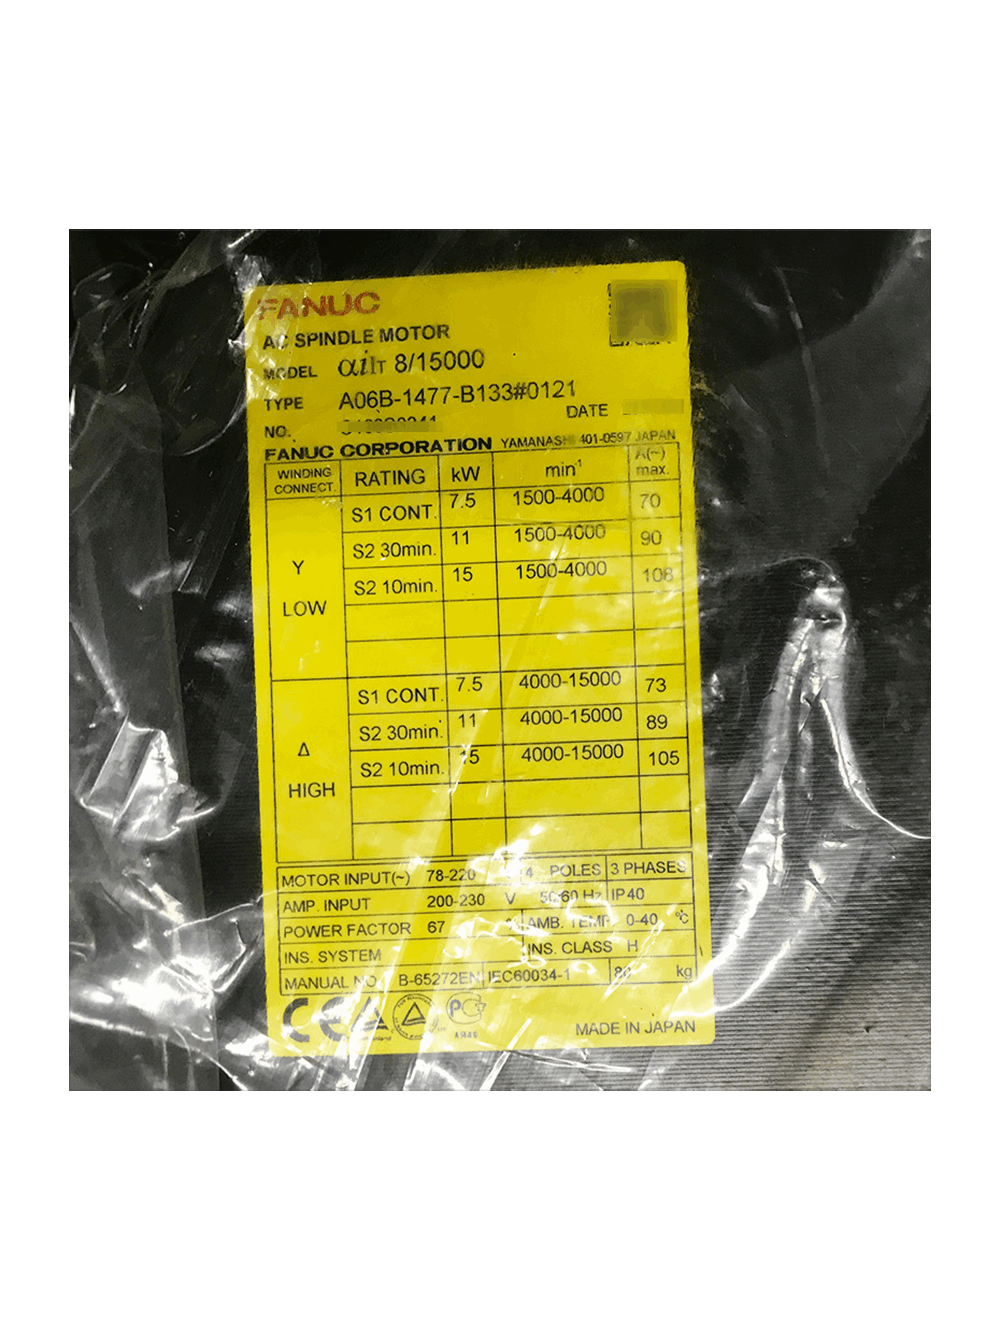 FANUC
AC SPINDLE MOTOR
MODEL αiIT 8/15000
TYPE A06B-1477-B133#0121
DATE
NO.
FANUC CORPORATION YAMANASHI 401-0597 JAPAN
WINDING CONNECT. RATING kW min⁻¹ A(~) max.
Y LOW
S1 CONT. 7.5 1500-4000 70
S2 30min. 11 1500-4000 90
S2 10min. 15 1500-4000 108
Δ HIGH
S1 CONT. 7.5 4000-15000 73
S2 30min. 11 4000-15000 89
S2 10min. 15 4000-15000 105
MOTOR INPUT(~) 78-220 4 POLES 3 PHASES
AMP. INPUT 200-230 V 50/60 Hz IP40
POWER FACTOR 67 % AMB. TEMP. 0-40 ℃
INS. SYSTEM INS. CLASS H
MANUAL NO. B-65272EN IEC60034-1 80 kg
CE
MADE IN JAPAN